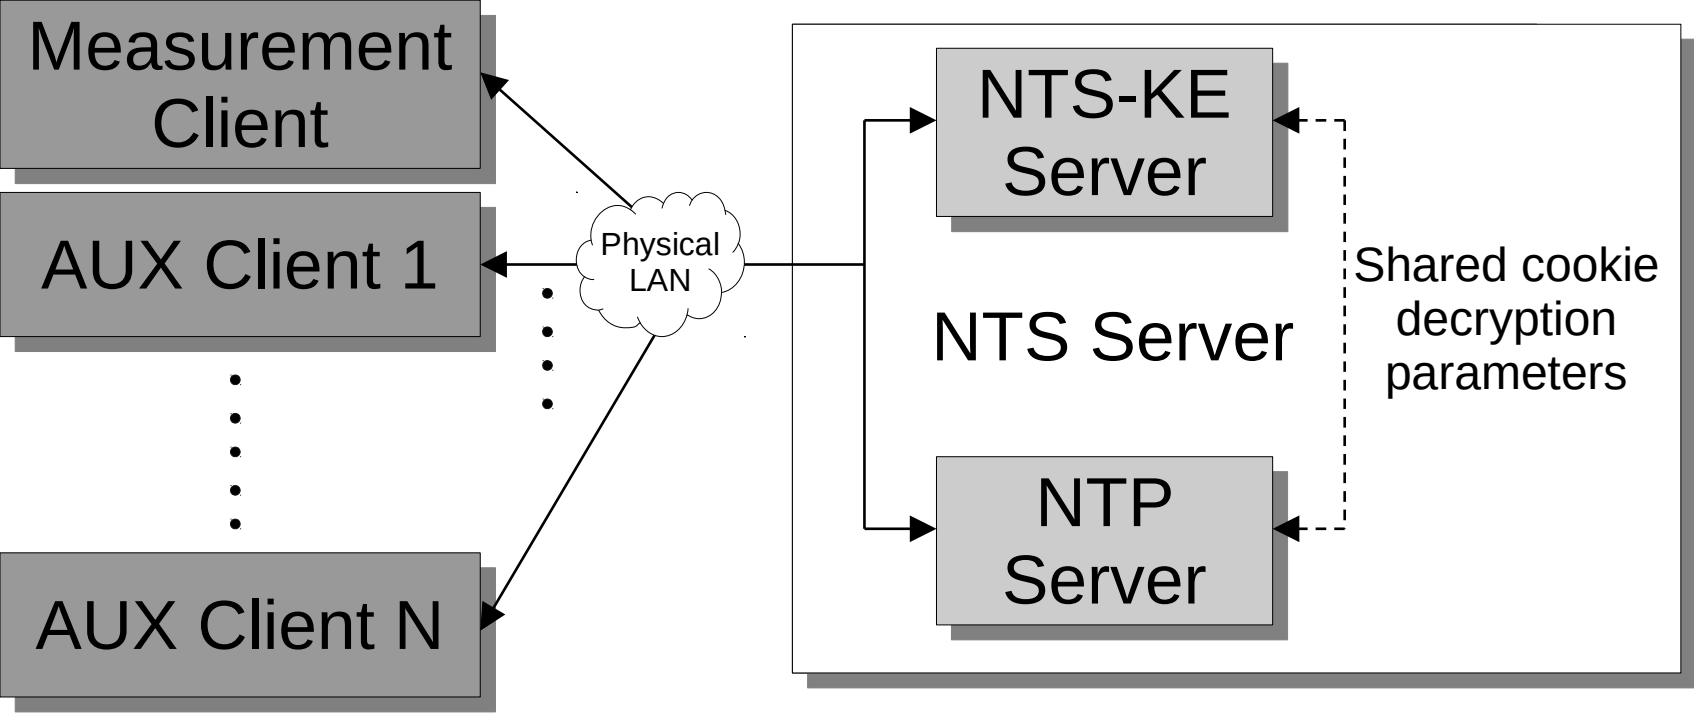 Measurement
Client
AUX Client 1
AUX Client N
Physical
LAN
NTS-KE
Server
NTS Server
NTP
Server
Shared cookie
decryption
parameters